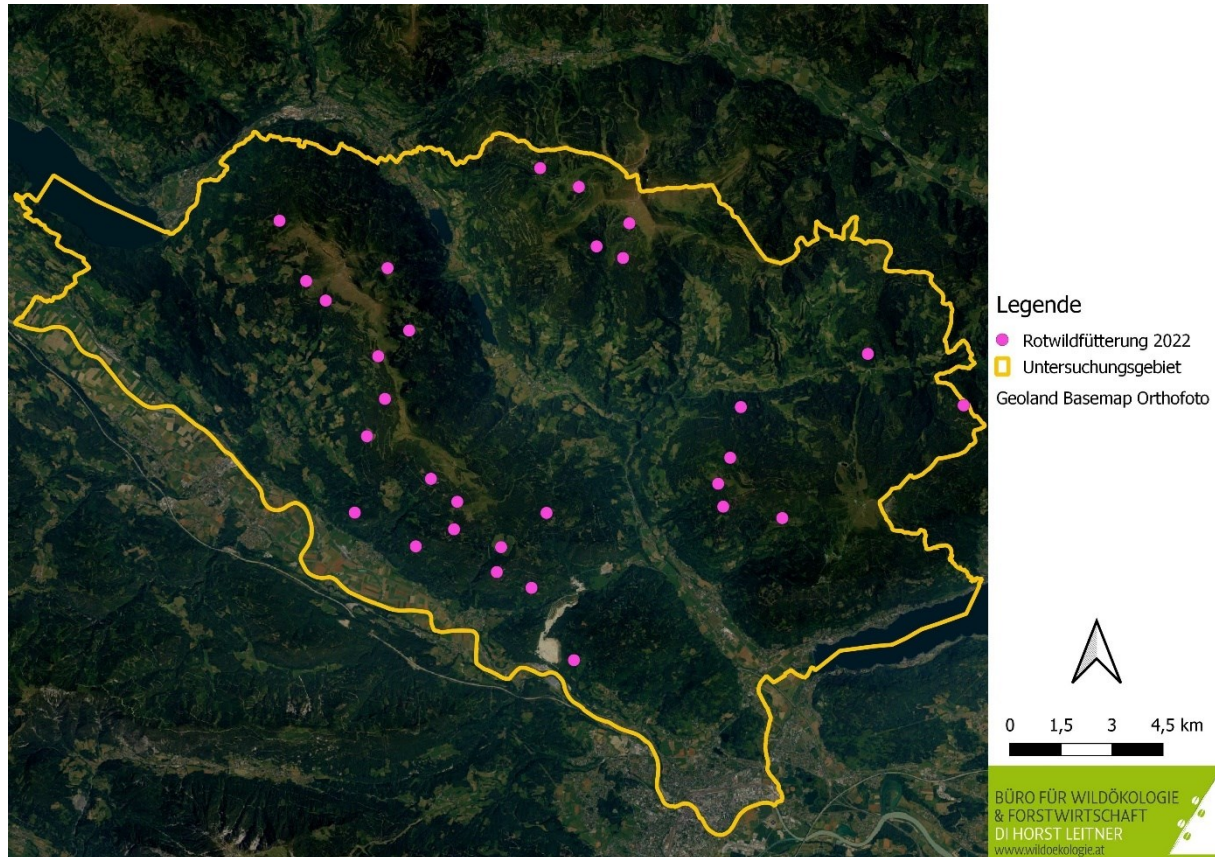 Legende
Rotwildfütterung 2022
Untersuchungsgebiet
Geoland Basemap Orthofoto
0 1,5 3 4,5 km
BÜRO FÜR WILDÖKOLOGIE
& FORSTWIRTSCHAFT
DI HORST LEITNER
www.wildoekologie.at